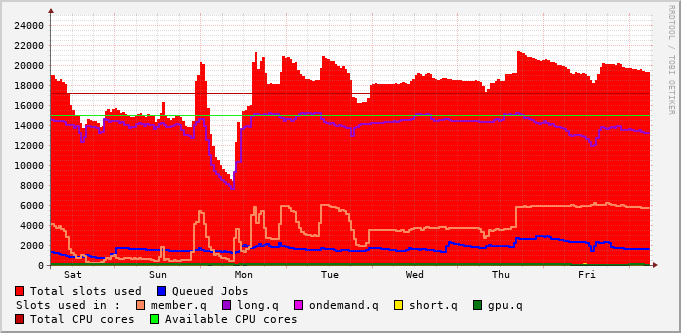 RRDTOOL / TOBI OETIKER
24000
22000
20000
18000
16000
14000
12000
10000
8000
6000
4000
2000
0
Sat Sun Mon Tue Wed Thu Fri
Total slots used Queued Jobs
Slots used in : member.q long.q ondemand.q short.q gpu.q
Total CPU cores Available CPU cores